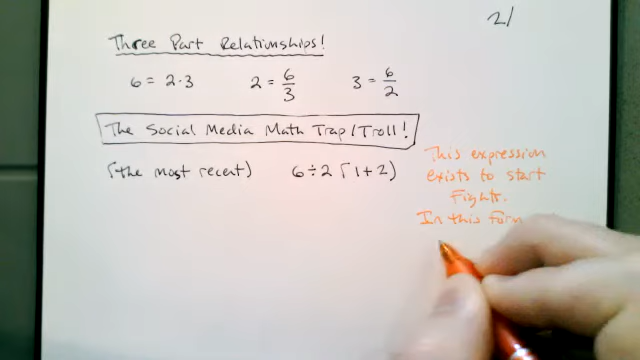 2/
Three Part Relationships!
6 = 2·3 2 = 6/3 3 = 6/2
The Social Media Math Trap/Troll!
(the most recent) 6÷2(1+2)
This expression
exists to start
Fights.
In this form